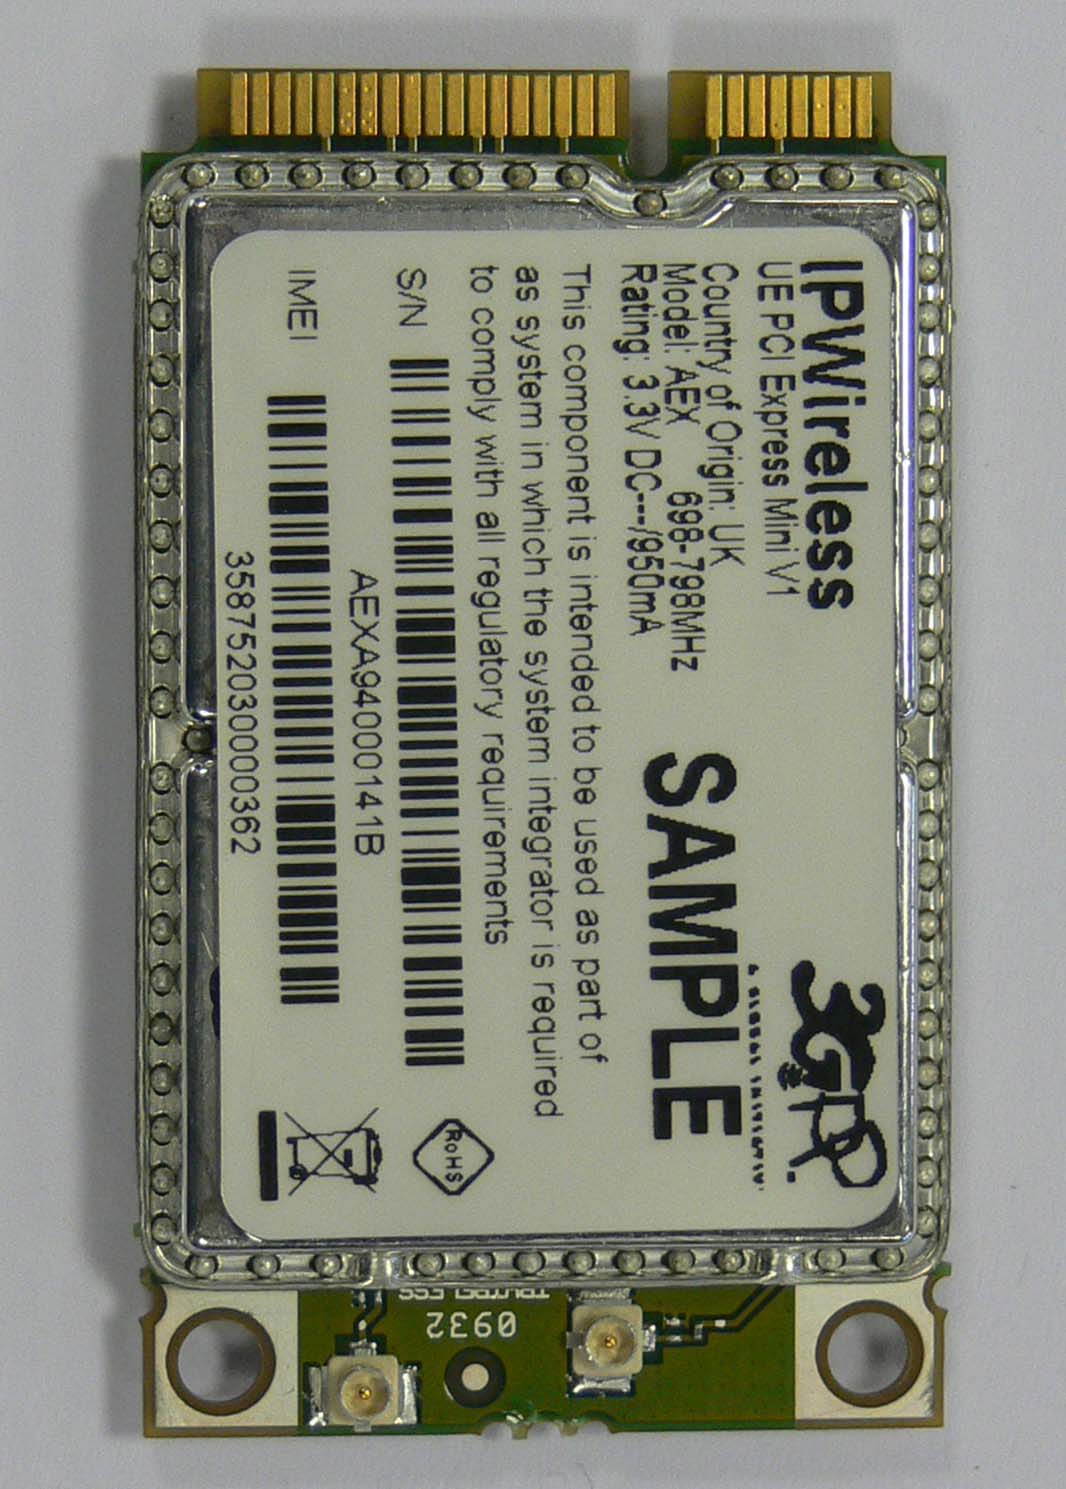 IPWireless
UE PCI Express Mini V1
Country of Origin: UK
Model: AEX 698-798MHz
Rating: 3.3V DC---/950mA
SAMPLE
3GPP
This component is intended to be used as part of
as system in which the system integrator is required
to comply with all regulatory requirements
S/N
AEXA94000141B
RoHS
IMEI
358752030000362
0932